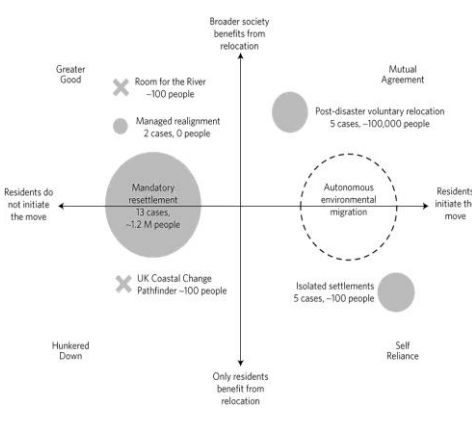 Broader society
benefits from
relocation
Greater
Good
Mutual
Agreement
Room for the River
~100 people
Post-disaster voluntary relocation
5 cases, ~100,000 people
Managed realignment
2 cases, 0 people
Residents do
not initiate
the move
Mandatory
resettlement
13 cases,
~1.2 M people
Autonomous
environmental
migration
Residents
initiate the
move
UK Coastal Change
Pathfinder ~100 people
Isolated settlements
5 cases, ~100 people
Hunkered
Down
Self
Reliance
Only residents
benefit from
relocation